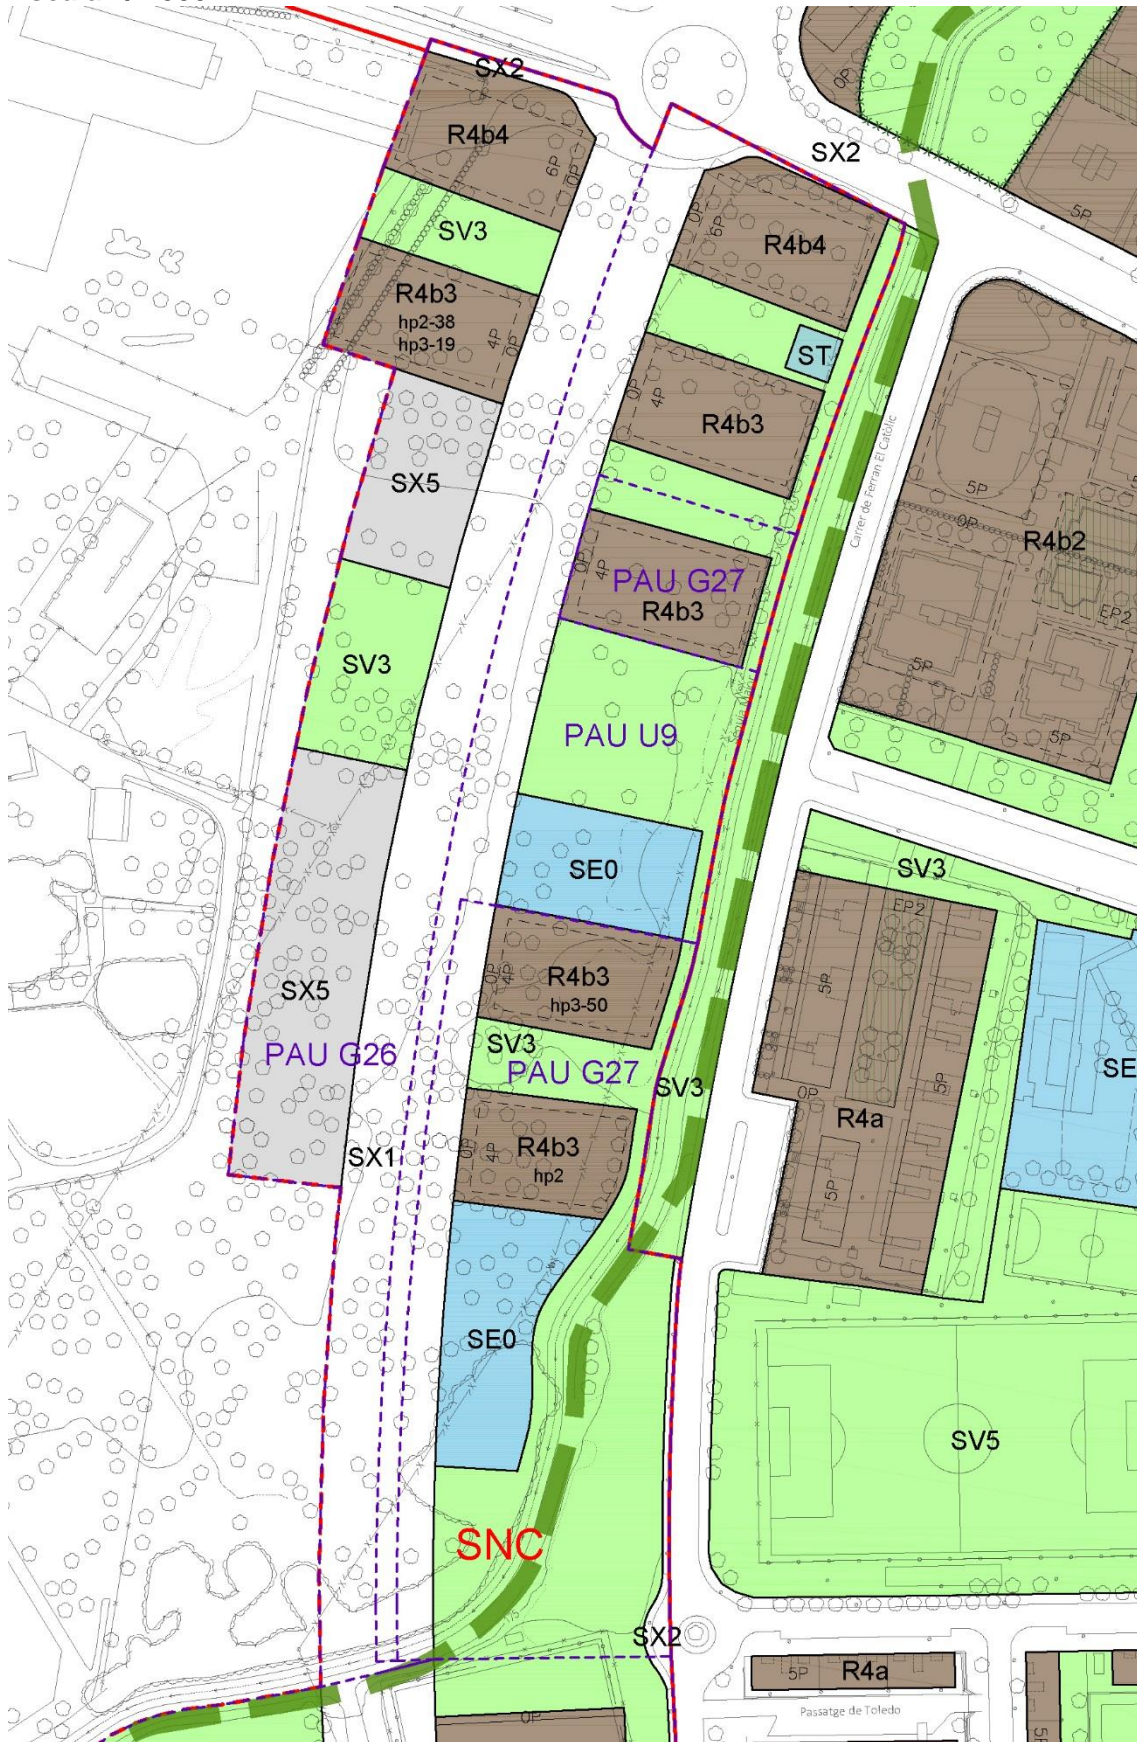 SX2
R4b4
6P
0P
SV3
R4b3
hp2-38
hp3-19
4P
0P
SX5
SV3
SX5
PAU G26
SX1
0P
SX2
5P
0P
6P
R4b4
ST
0P
4P
R4b3
0P
4P
PAU G27
R4b3
PAU U9
SE0
0P
4P
R4b3
hp3-50
SV3
PAU G27
SV3
0P
4P
R4b3
hp2
SE0
SNC
SX2
Carrer de Ferran El Catòlic
5P
0P
R4b2
EP2
5P
5P
SV3
EP2
5P
0P
5P
R4a
5P
SE
SV5
5P
R4a
Passatge de Toledo
0P